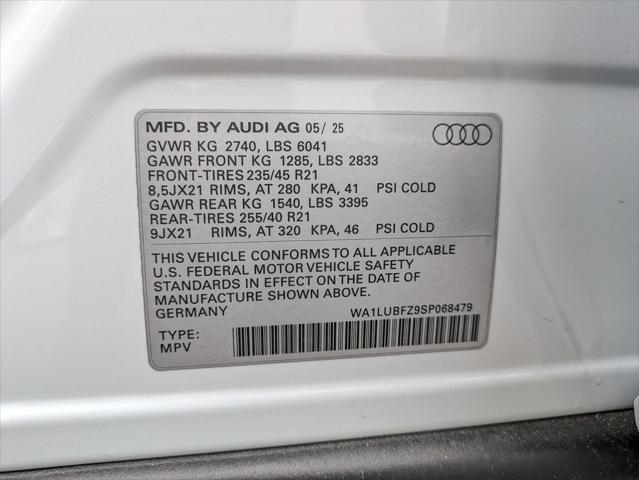 MFD. BY AUDI AG 05/ 25
GVWR KG 2740, LBS 6041
GAWR FRONT KG 1285, LBS 2833
FRONT-TIRES 235/45 R21
8,5JX21 RIMS, AT 280 KPA, 41 PSI COLD
GAWR REAR KG 1540, LBS 3395
REAR-TIRES 255/40 R21
9JX21 RIMS, AT 320 KPA, 46 PSI COLD
THIS VEHICLE CONFORMS TO ALL APPLICABLE
U.S. FEDERAL MOTOR VEHICLE SAFETY
STANDARDS IN EFFECT ON THE DATE OF
MANUFACTURE SHOWN ABOVE.
GERMANY WA1LUBFZ9SP068479
TYPE:
MPV